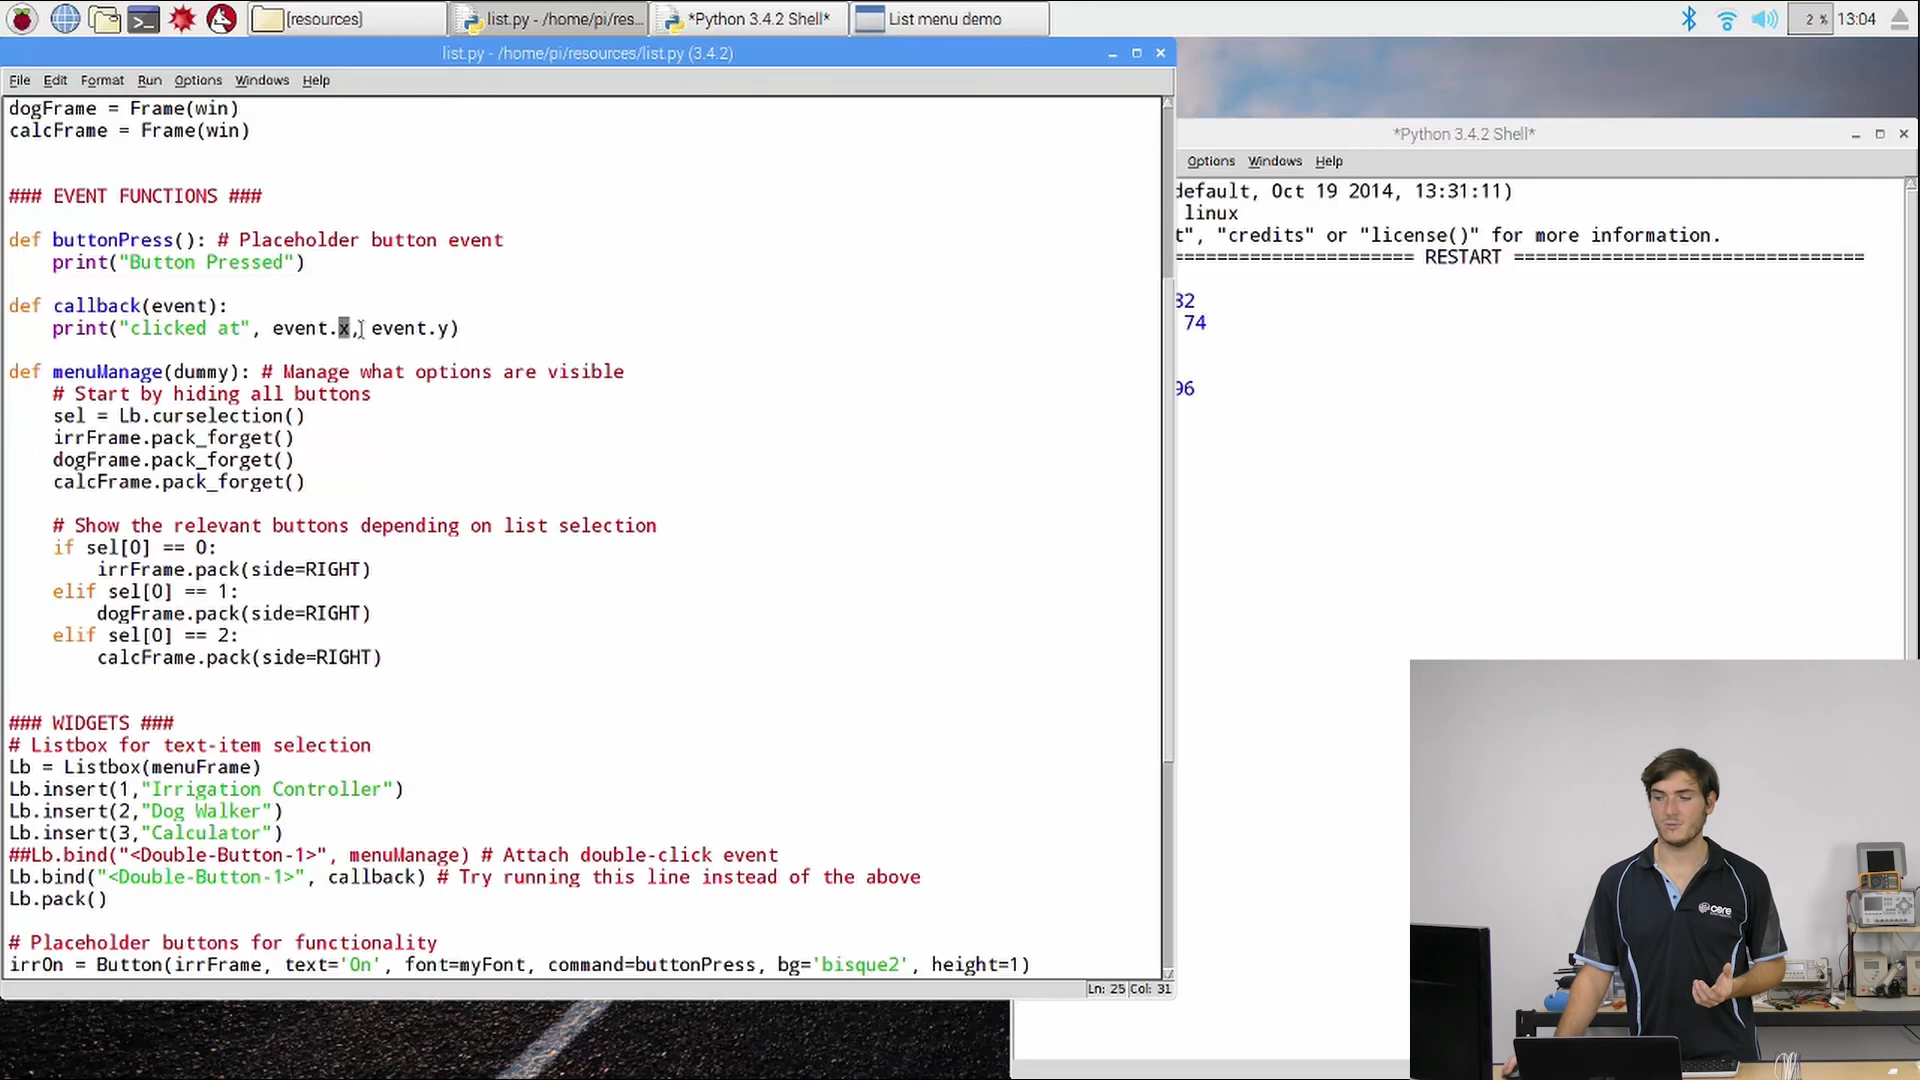 [resources]
list.py - /home/pi/res...
*Python 3.4.2 Shell*
List menu demo
2 %
13:04
list.py - /home/pi/resources/list.py (3.4.2)
File Edit Format Run Options Windows Help
dogFrame = Frame(win)
calcFrame = Frame(win)
### EVENT FUNCTIONS ###
def buttonPress(): # Placeholder button event
print("Button Pressed")
def callback(event):
print("clicked at", event.x, event.y)
def menuManage(dummy): # Manage what options are visible
# Start by hiding all buttons
sel = Lb.curselection()
irrFrame.pack_forget()
dogFrame.pack_forget()
calcFrame.pack_forget()
# Show the relevant buttons depending on list selection
if sel[0] == 0:
irrFrame.pack(side=RIGHT)
elif sel[0] == 1:
dogFrame.pack(side=RIGHT)
elif sel[0] == 2:
calcFrame.pack(side=RIGHT)
### WIDGETS ###
# Listbox for text-item selection
Lb = Listbox(menuFrame)
Lb.insert(1,"Irrigation Controller")
Lb.insert(2,"Dog Walker")
Lb.insert(3,"Calculator")
##Lb.bind("<Double-Button-1>", menuManage) # Attach double-click event
Lb.bind("<Double-Button-1>", callback) # Try running this line instead of the above
Lb.pack()
# Placeholder buttons for functionality
irrOn = Button(irrFrame, text='On', font=myFont, command=buttonPress, bg='bisque2', height=1)
Ln: 25 Col: 31
*Python 3.4.2 Shell*
Options Windows Help
default, Oct 19 2014, 13:31:11)
linux
t", "credits" or "license()" for more information.
====================== RESTART ================================
82
74
96
core